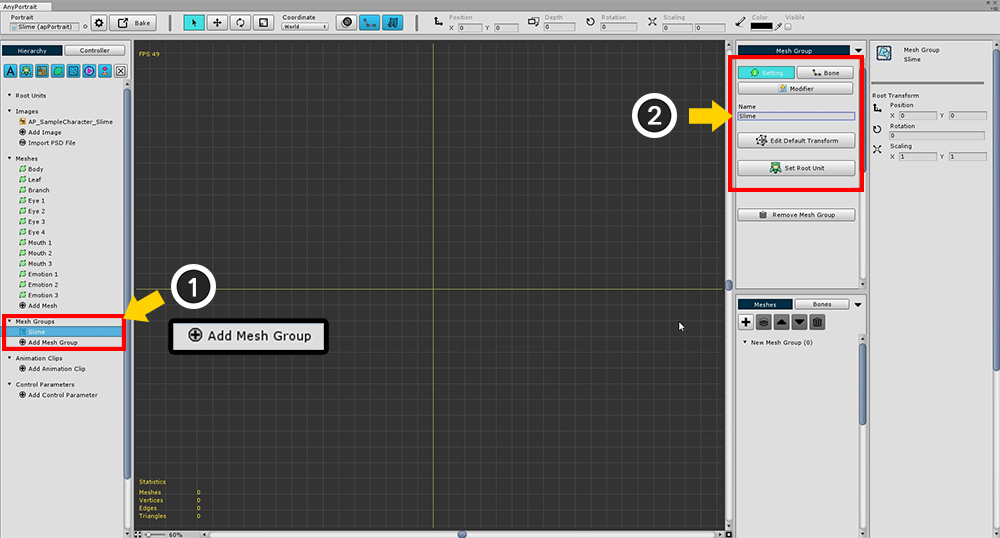 AnyPortrait
Portrait
Slime (apPortrait)
Bake
Coordinate
World
Position
X 0 Y 0
Depth
0
Rotation
0
Scaling
0 0
Color
Visible
Hierarchy
Controller
Root Units
Images
AP_SampleCharacter_Slime
Add Image
Import PSD File
Meshes
Body
Leaf
Branch
Eye 1
Eye 2
Eye 3
Eye 4
Mouth 1
Mouth 2
Mouth 3
Emotion 1
Emotion 2
Emotion 3
Add Mesh
Mesh Groups
Slime
Add Mesh Group
Animation Clips
Add Animation Clip
Control Parameters
Add Control Parameter
FPS 49
1
Add Mesh Group
2
Statistics
Meshes 0
Vertices 0
Edges 0
Triangles 0
60%
Mesh Group
Setting
Bone
Modifier
Name
Slime
Edit Default Transform
Set Root Unit
Remove Mesh Group
Meshes
Bones
New Mesh Group (0)
Mesh Group
Slime
Root Transform
Position
X 0 Y 0
Rotation
0
Scaling
X 1 Y 1